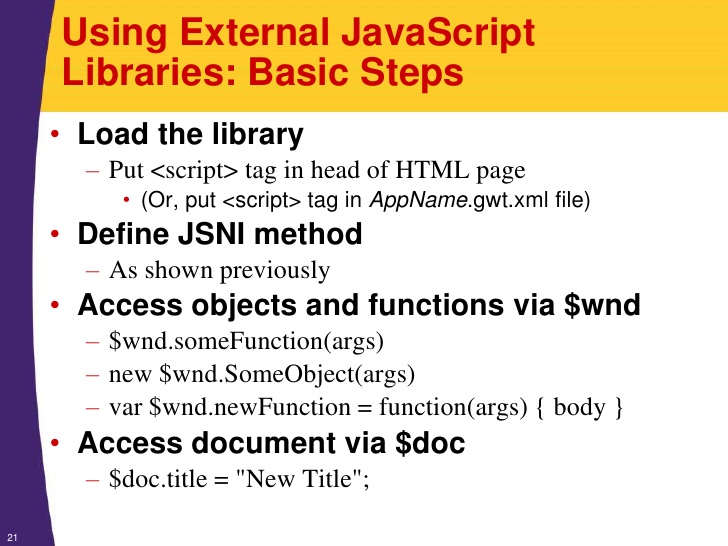 Using External JavaScript
Libraries: Basic Steps
• Load the library
– Put <script> tag in head of HTML page
• (Or, put <script> tag in AppName.gwt.xml file)
• Define JSNI method
– As shown previously
• Access objects and functions via $wnd
– $wnd.someFunction(args)
– new $wnd.SomeObject(args)
– var $wnd.newFunction = function(args) { body }
• Access document via $doc
– $doc.title = "New Title";
21